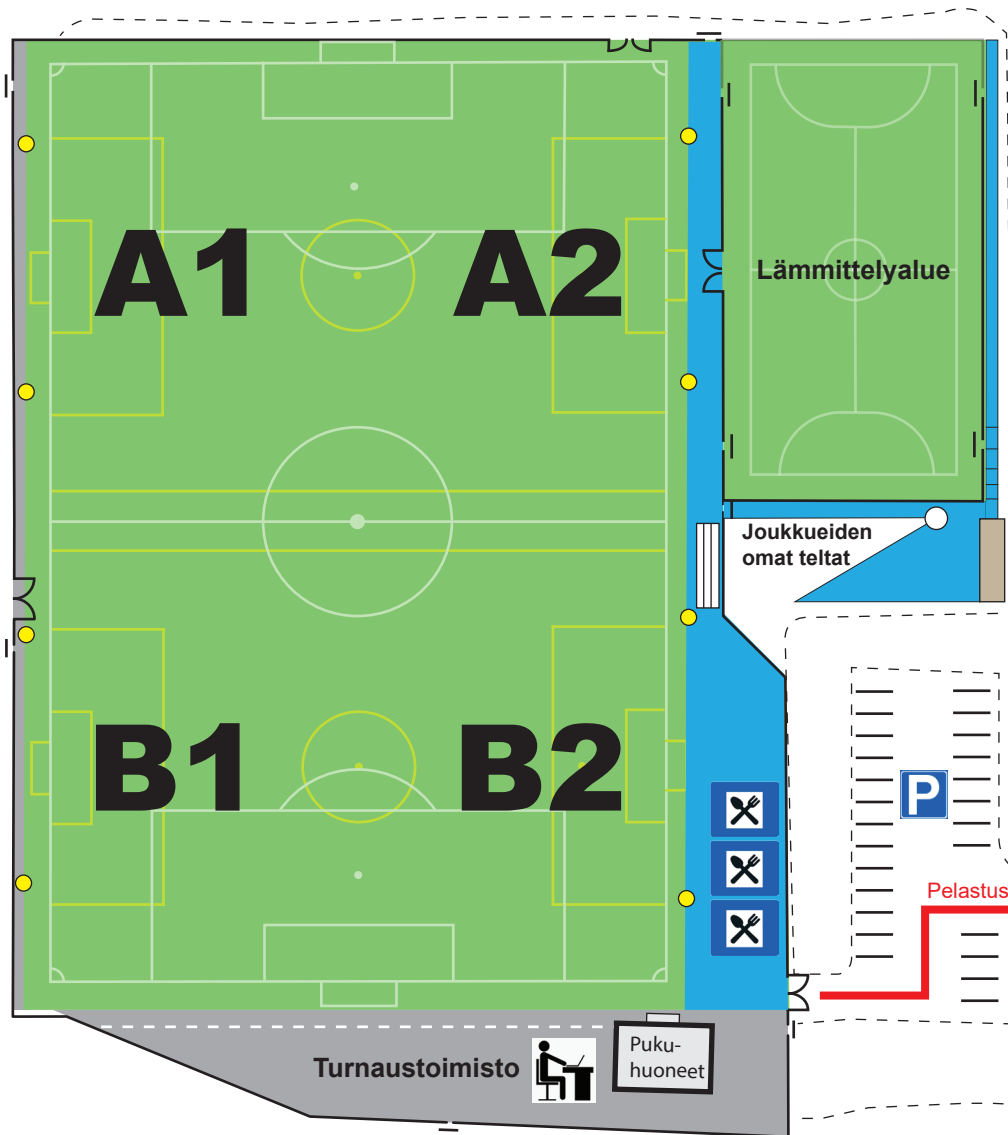 A1
A2
Lämmittelyalue
Joukkueiden
omat teltat
B1
B2
P
Pelastus
Turnaustoimisto
Puku-
huoneet